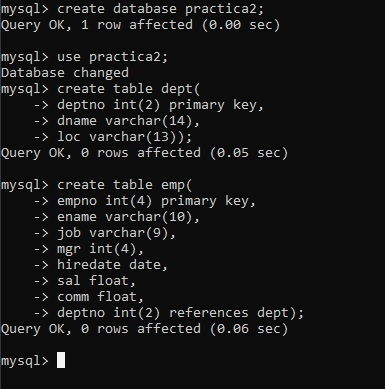 mysql> create database practica2;
Query OK, 1 row affected (0.00 sec)
mysql> use practica2;
Database changed
mysql> create table dept(
    -> deptno int(2) primary key,
    -> dname varchar(14),
    -> loc varchar(13));
Query OK, 0 rows affected (0.05 sec)
mysql> create table emp(
    -> empno int(4) primary key,
    -> ename varchar(10),
    -> job varchar(9),
    -> mgr int(4),
    -> hiredate date,
    -> sal float,
    -> comm float,
    -> deptno int(2) references dept);
Query OK, 0 rows affected (0.06 sec)
mysql>